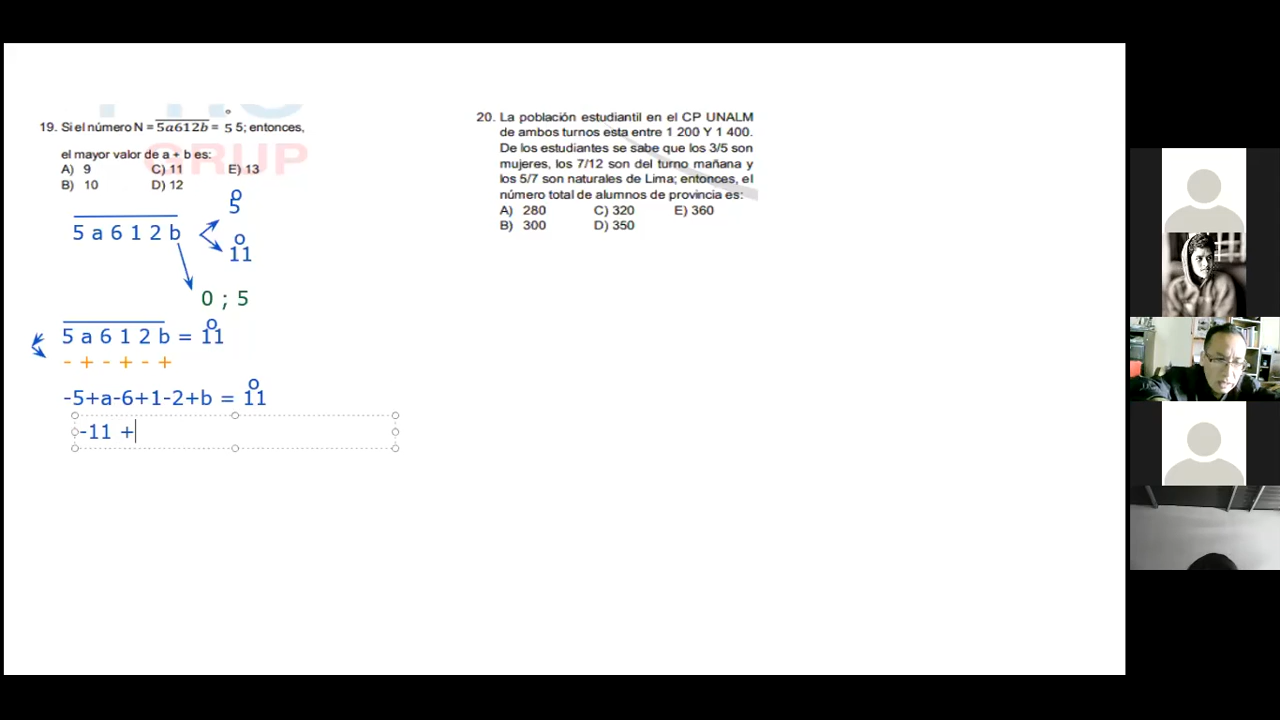 19. Si el número N = 5a612b = 5 5; entonces,
el mayor valor de a + b es:
A) 9 C) 11 E) 13
B) 10 D) 12
GRUP
o
5
5 a 6 1 2 b
o
11
0 ; 5
o
5 a 6 1 2 b = 11
- + - + - +
o
-5+a-6+1-2+b = 11
-11 +
20. La población estudiantil en el CP UNALM
de ambos turnos esta entre 1 200 Y 1 400.
De los estudiantes se sabe que los 3/5 son
mujeres, los 7/12 son del turno mañana y
los 5/7 son naturales de Lima; entonces, el
número total de alumnos de provincia es:
A) 280 C) 320 E) 360
B) 300 D) 350